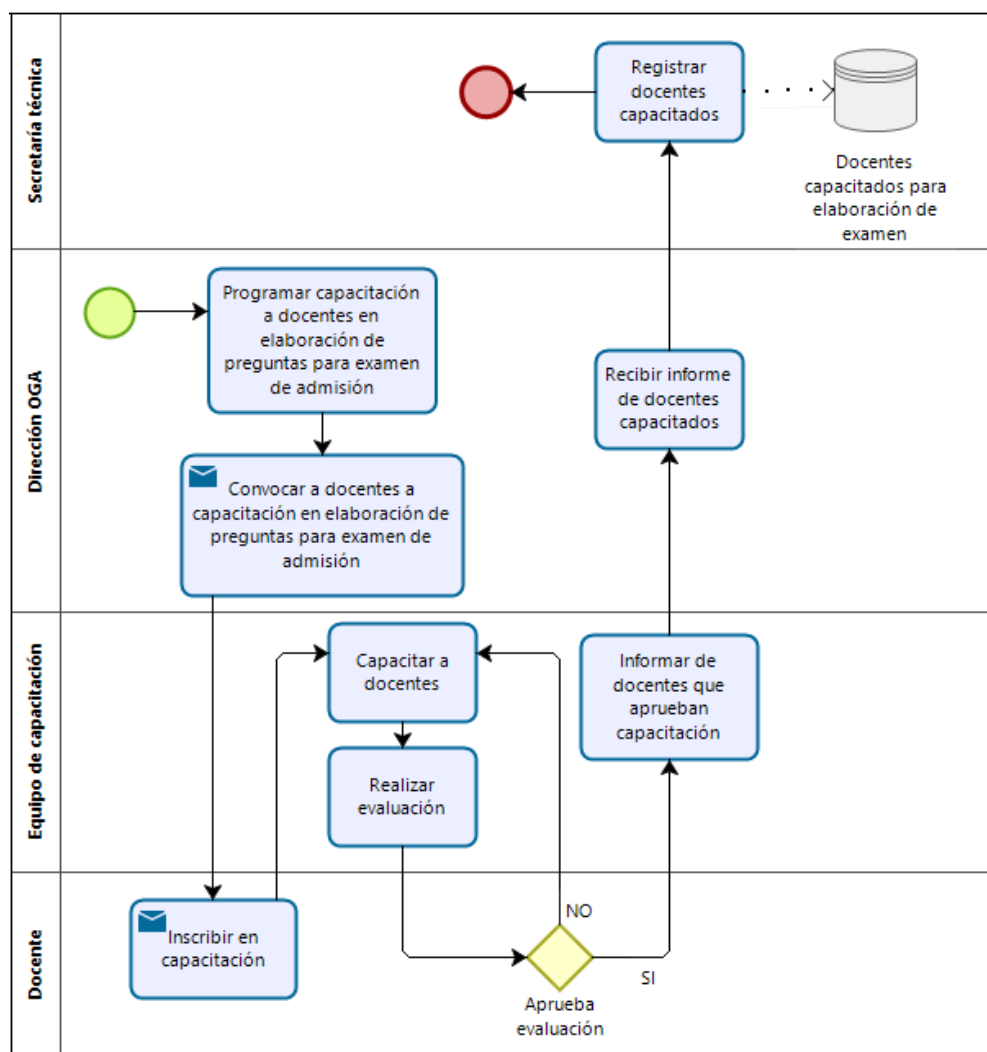 Secretaría técnica
Registrar
docentes
capacitados
Docentes
capacitados para
elaboración de
examen
Dirección OGA
Programar capacitación
a docentes en
elaboración de
preguntas para examen
de admisión
Recibir informe
de docentes
capacitados
Convocar a docentes a
capacitación en elaboración de
preguntas para examen de
admisión
Equipo de capacitación
Capacitar a
docentes
Informar de
docentes que
aprueban
capacitación
Realizar
evaluación
Docente
Inscribir en
capacitación
NO
SI
Aprueba
evaluación